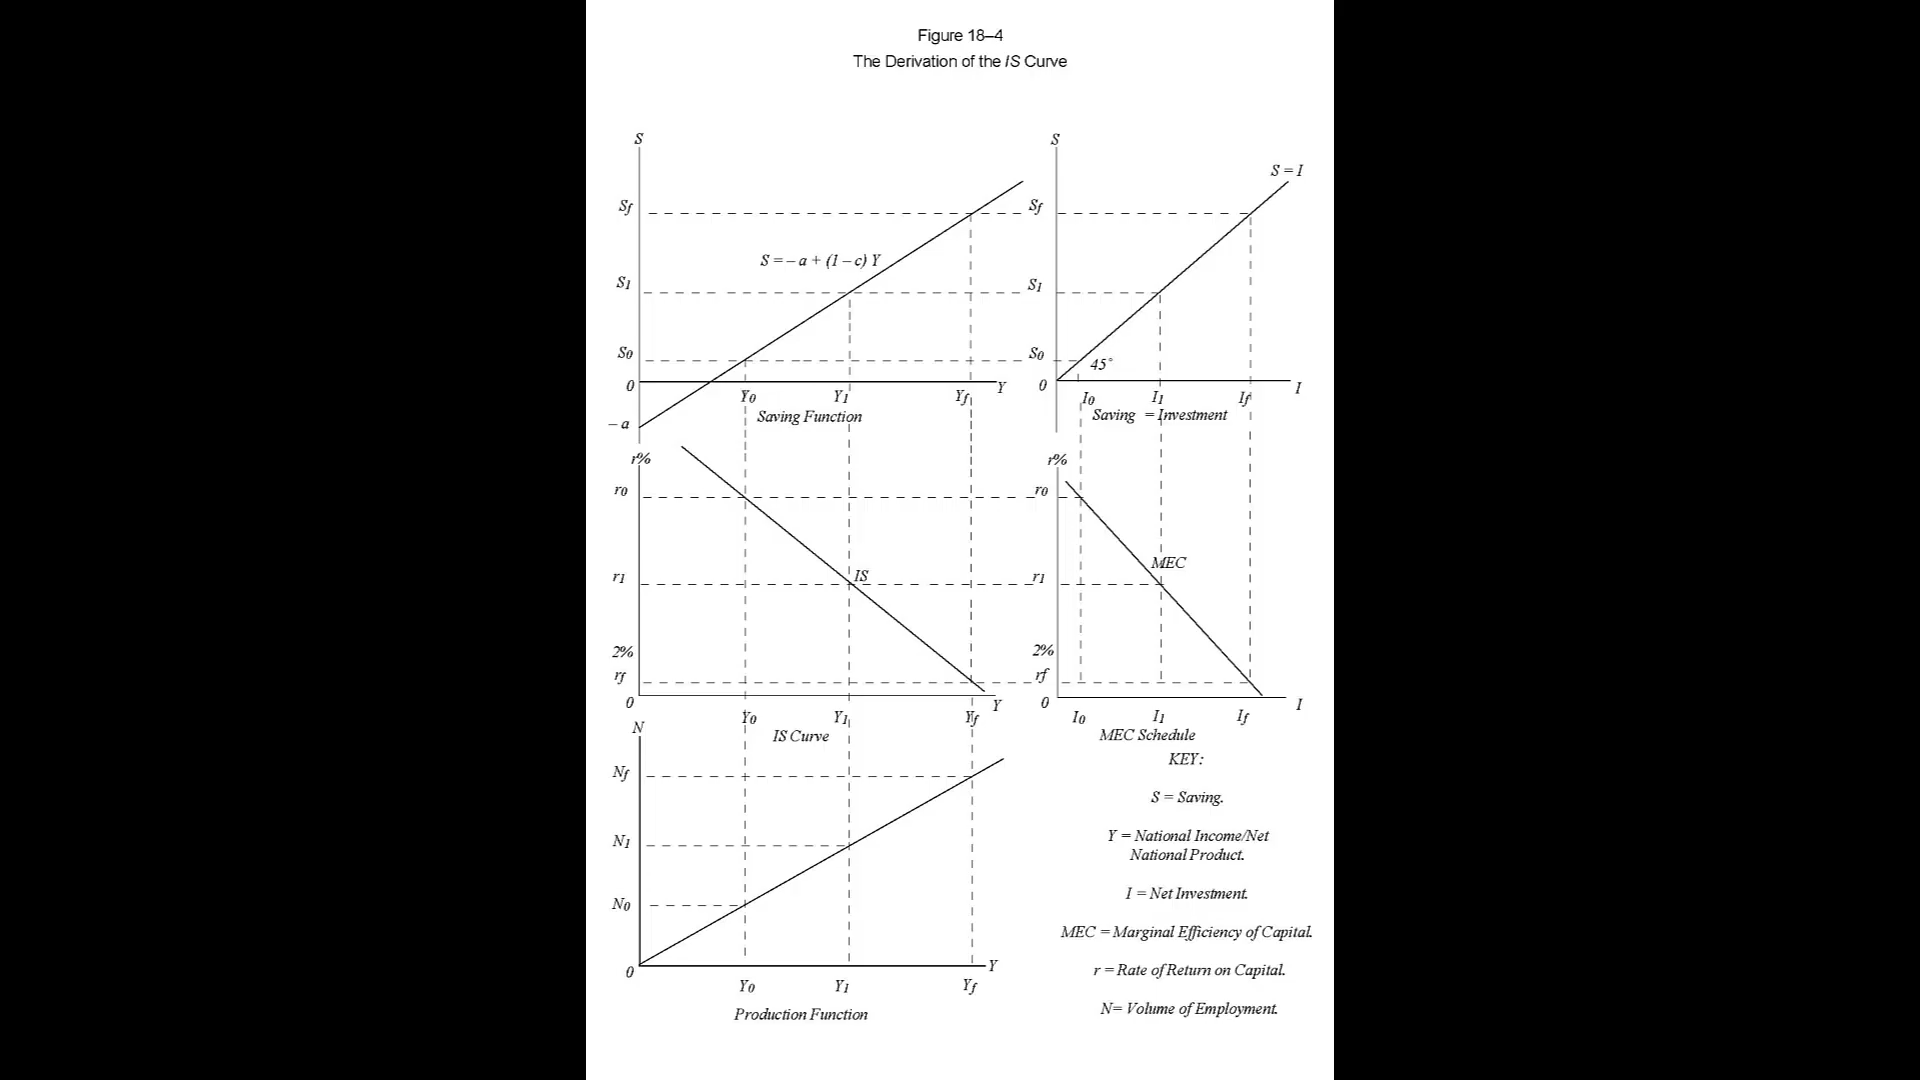 Figure 18–4
The Derivation of the IS Curve
S
Sf
S1
S0
0
–a
S = – a + (1 – c) Y
Y0
Y1
Yf
Y
Saving Function
S
Sf
S1
S0
0
S = I
45°
I0
I1
If
I
Saving = Investment
r%
r0
r1
2%
rf
0
IS
Y0
Y1
Yf
Y
IS Curve
r%
r0
r1
2%
rf
0
MEC
I0
I1
If
I
MEC Schedule
N
Nf
N1
N0
0
Y0
Y1
Yf
Y
Production Function
KEY:
S = Saving.
Y = National Income/Net
National Product.
I = Net Investment.
MEC = Marginal Efficiency of Capital.
r = Rate of Return on Capital.
N= Volume of Employment.